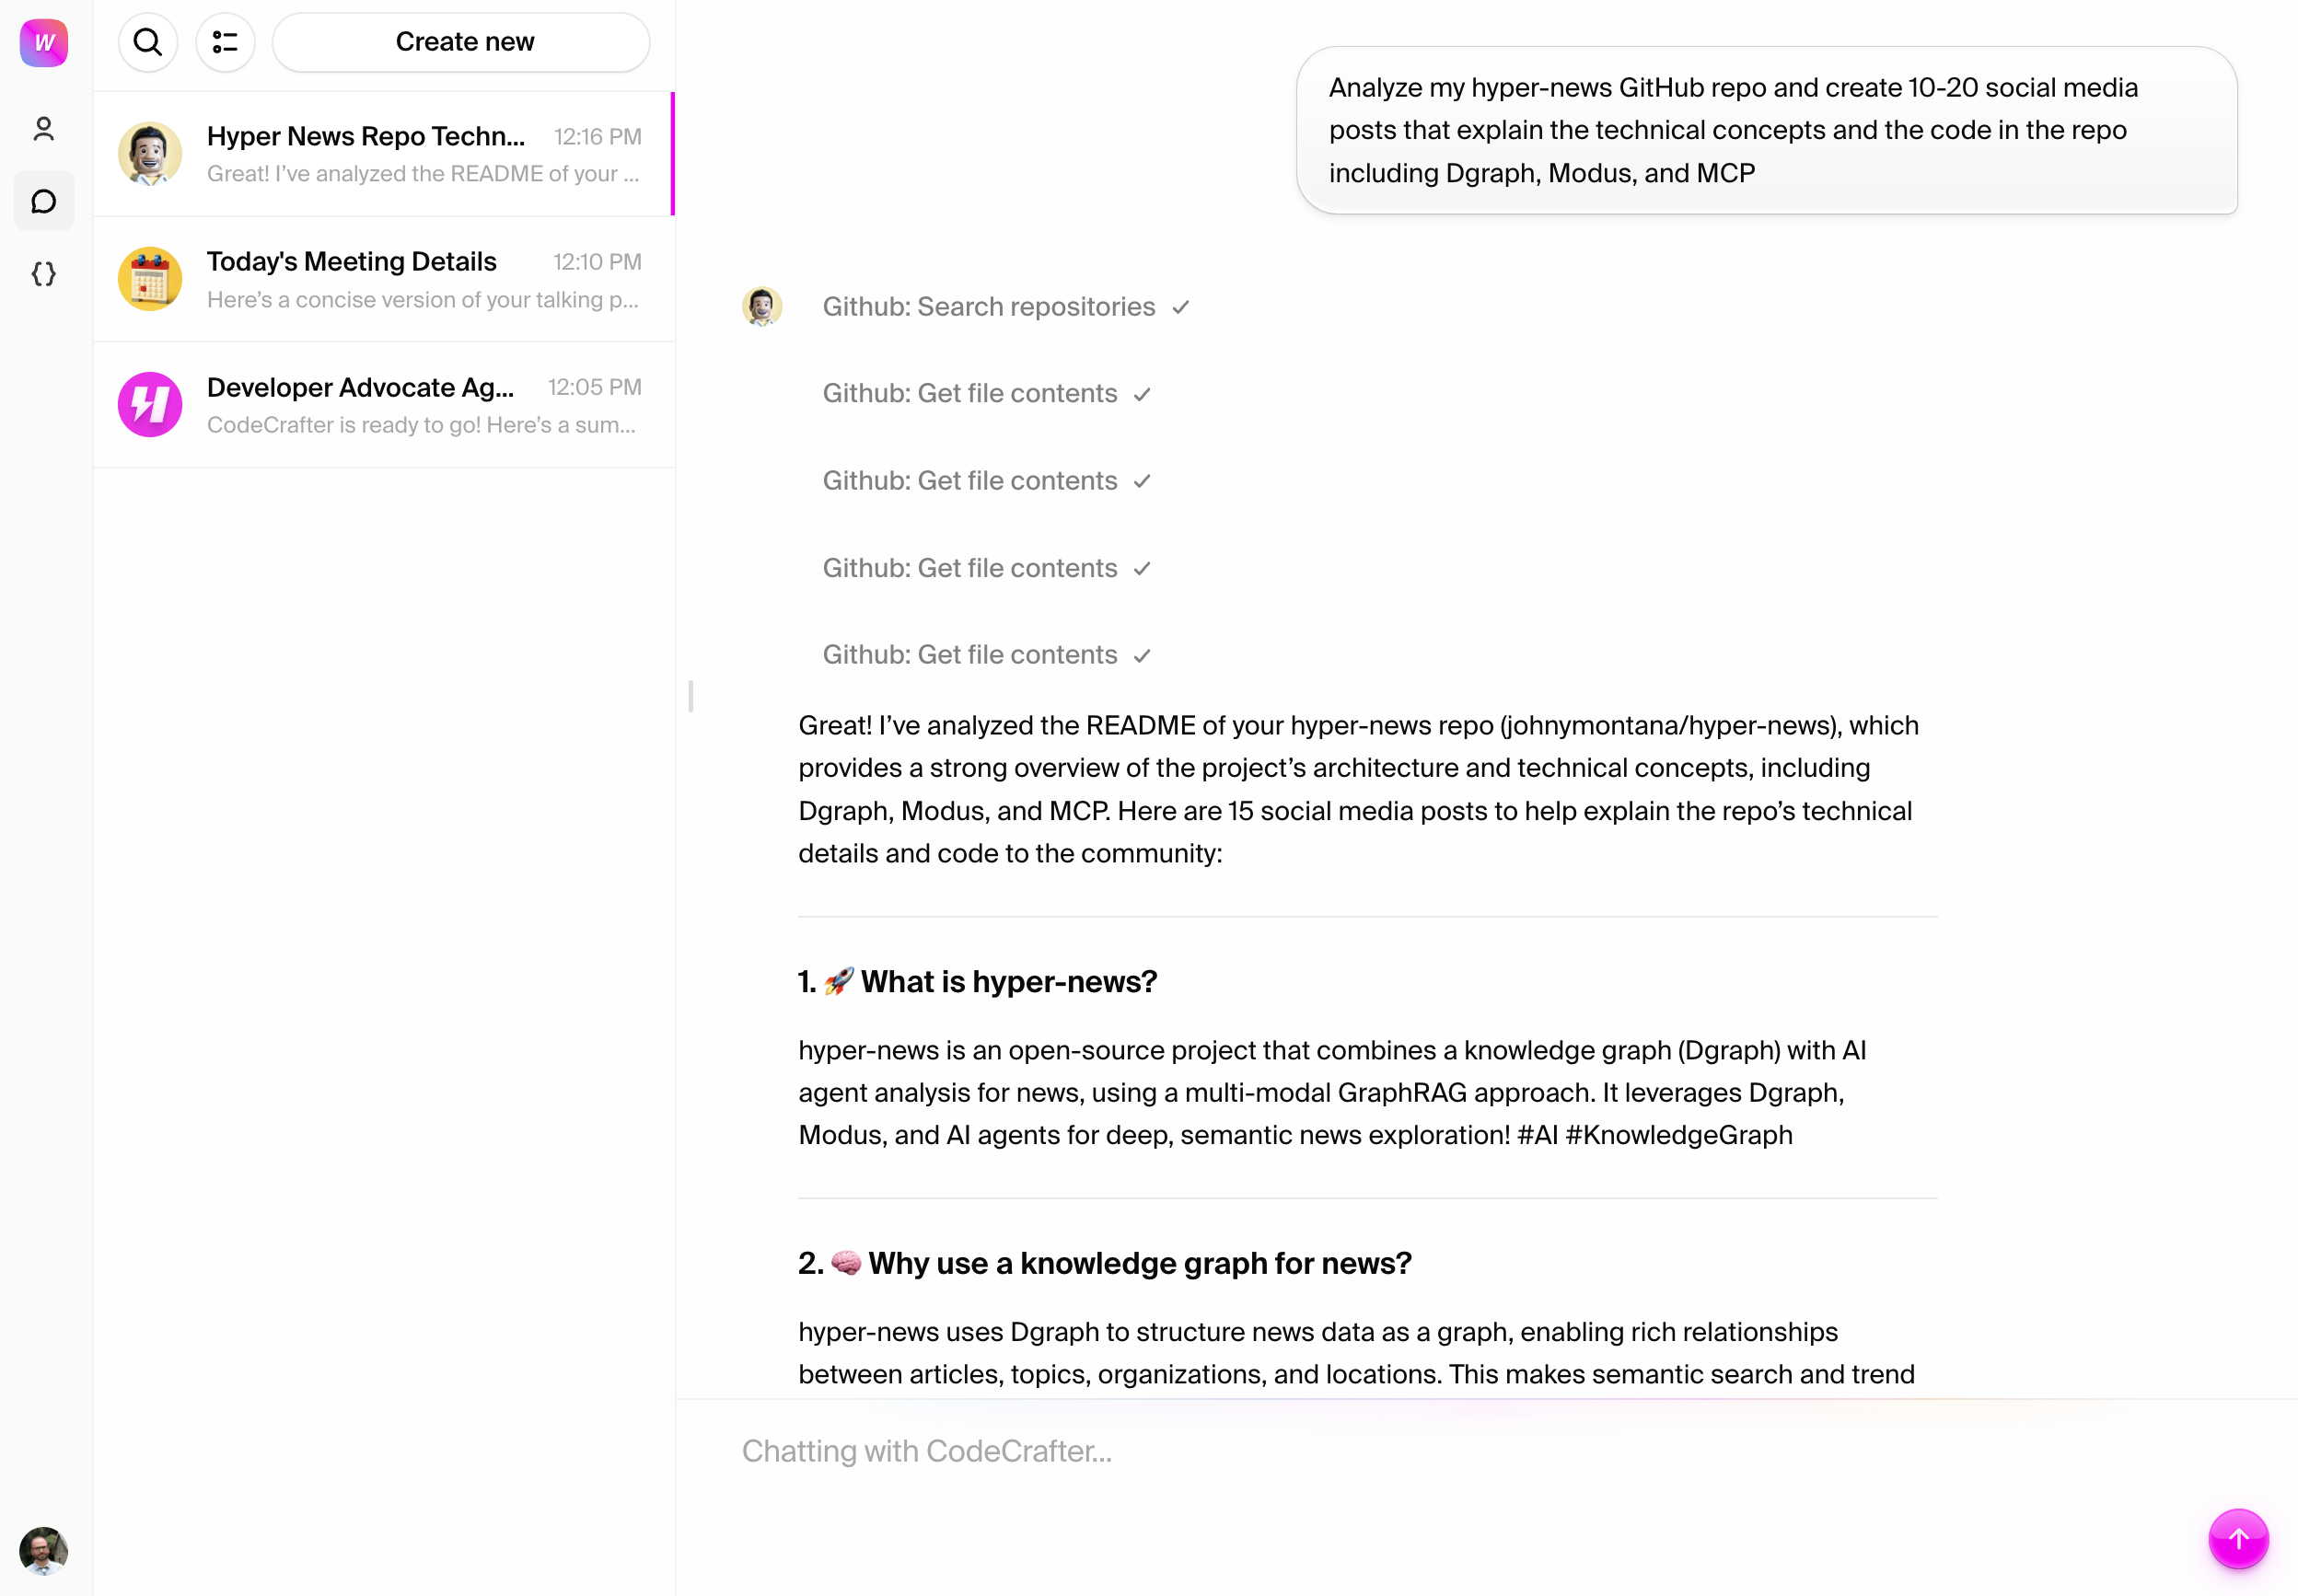 W
Create new
Hyper News Repo Techn... 12:16 PM
Great! I’ve analyzed the README of your ...
Today's Meeting Details 12:10 PM
Here’s a concise version of your talking p...
Developer Advocate Ag... 12:05 PM
CodeCrafter is ready to go! Here’s a sum...
Analyze my hyper-news GitHub repo and create 10-20 social media
posts that explain the technical concepts and the code in the repo
including Dgraph, Modus, and MCP
Github: Search repositories ✓
Github: Get file contents ✓
Github: Get file contents ✓
Github: Get file contents ✓
Github: Get file contents ✓
Great! I’ve analyzed the README of your hyper-news repo (johnymontana/hyper-news), which
provides a strong overview of the project’s architecture and technical concepts, including
Dgraph, Modus, and MCP. Here are 15 social media posts to help explain the repo’s technical
details and code to the community:
1. 🚀 What is hyper-news?
hyper-news is an open-source project that combines a knowledge graph (Dgraph) with AI
agent analysis for news, using a multi-modal GraphRAG approach. It leverages Dgraph,
Modus, and AI agents for deep, semantic news exploration! #AI #KnowledgeGraph
2. 🧠 Why use a knowledge graph for news?
hyper-news uses Dgraph to structure news data as a graph, enabling rich relationships
between articles, topics, organizations, and locations. This makes semantic search and trend
Chatting with CodeCrafter...